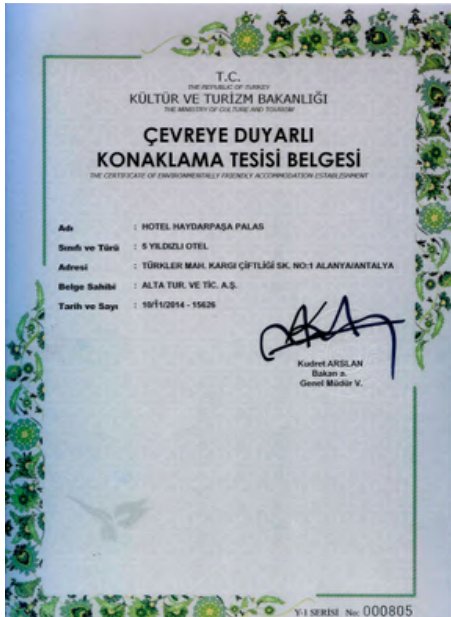 T.C.
THE REPUBLIC OF TURKEY
KÜLTÜR VE TURİZM BAKANLIĞI
THE MINISTRY OF CULTURE AND TOURISM
ÇEVREYE DUYARLI
KONAKLAMA TESİSİ BELGESİ
THE CERTIFICATE OF ENVIRONMENTALLY FRIENDLY ACCOMMODATION ESTABLISHMENT
Adı : HOTEL HAYDARPAŞA PALAS
Sınıfı ve Türü : 5 YILDIZLI OTEL
Adresi : TÜRKLER MAH. KARGI ÇİFTLİĞİ SK. NO:1 ALANYA/ANTALYA
Belge Sahibi : ALTA TUR. VE TİC. A.Ş.
Tarih ve Sayı : 10/11/2014 - 15626
Kudret ARSLAN
Bakan a.
Genel Müdür V.
Y-1 SERİSİ No: 000805